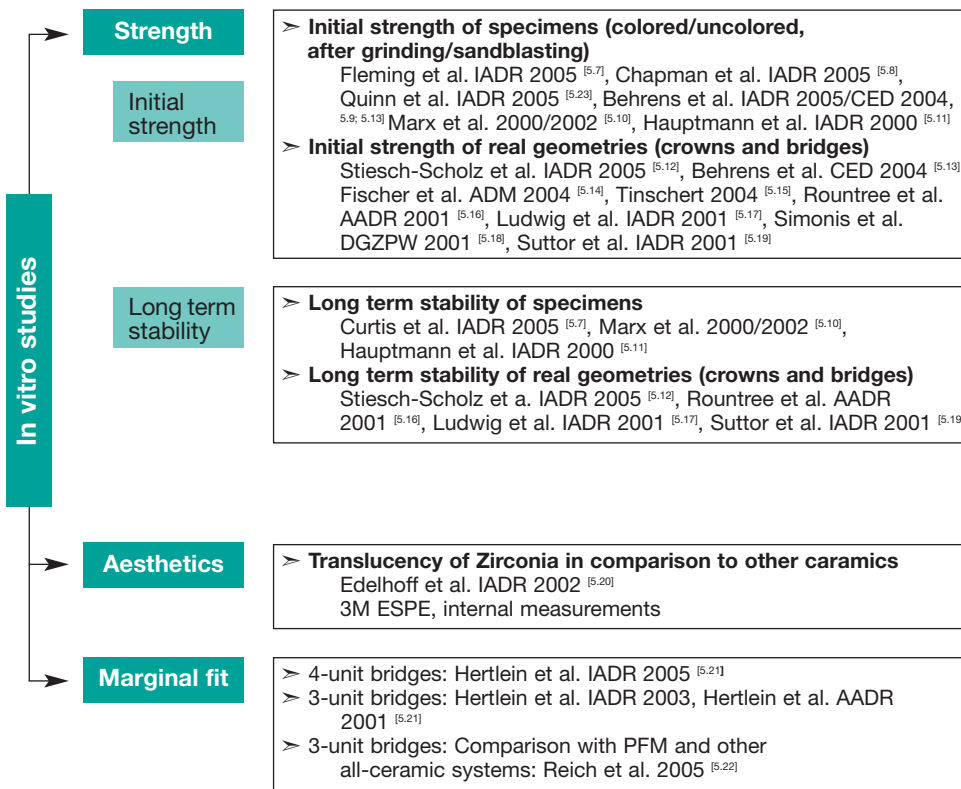 In vitro studies
Strength
Initial
strength
➣ Initial strength of specimens (colored/uncolored,
after grinding/sandblasting)
Fleming et al. IADR 2005 [5.7], Chapman et al. IADR 2005 [5.8],
Quinn et al. IADR 2005 [5.23], Behrens et al. IADR 2005/CED 2004,
5.9; 5.13] Marx et al. 2000/2002 [5.10], Hauptmann et al. IADR 2000 [5.11]
➣ Initial strength of real geometries (crowns and bridges)
Stiesch-Scholz et al. IADR 2005 [5.12], Behrens et al. CED 2004 [5.13]
Fischer et al. ADM 2004 [5.14], Tinschert 2004 [5.15], Rountree et al.
AADR 2001 [5.16], Ludwig et al. IADR 2001 [5.17], Simonis et al.
DGZPW 2001 [5.18], Suttor et al. IADR 2001 [5.19]
Long term
stability
➣ Long term stability of specimens
Curtis et al. IADR 2005 [5.7], Marx et al. 2000/2002 [5.10],
Hauptmann et al. IADR 2000 [5.11]
➣ Long term stability of real geometries (crowns and bridges)
Stiesch-Scholz et a. IADR 2005 [5.12], Rountree et al. AADR
2001 [5.16], Ludwig et al. IADR 2001 [5.17], Suttor et al. IADR 2001 [5.19
Aesthetics
➣ Translucency of Zirconia in comparison to other caramics
Edelhoff et al. IADR 2002 [5.20]
3M ESPE, internal measurements
Marginal fit
➣ 4-unit bridges: Hertlein et al. IADR 2005 [5.21]
➣ 3-unit bridges: Hertlein et al. IADR 2003, Hertlein et al. AADR
2001 [5.21]
➣ 3-unit bridges: Comparison with PFM and other
all-ceramic systems: Reich et al. 2005 [5.22]